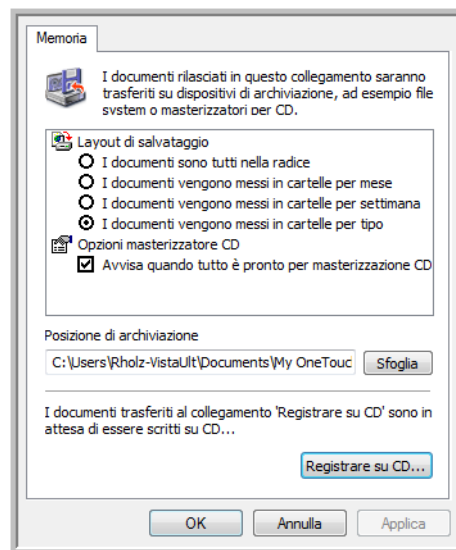 Memoria
I documenti rilasciati in questo collegamento saranno
trasferiti su dispositivi di archiviazione, ad esempio file
system o masterizzatori per CD.
Layout di salvataggio
I documenti sono tutti nella radice
I documenti vengono messi in cartelle per mese
I documenti vengono messi in cartelle per settimana
I documenti vengono messi in cartelle per tipo
Opzioni masterizzatore CD
Avvisa quando tutto è pronto per masterizzazione CD
Posizione di archiviazione
C:\Users\Rholz-VistaUlt\Documents\My OneTouc
Sfoglia
I documenti trasferiti al collegamento 'Registrare su CD' sono in
attesa di essere scritti su CD...
Registrare su CD...
OK
Annulla
Applica